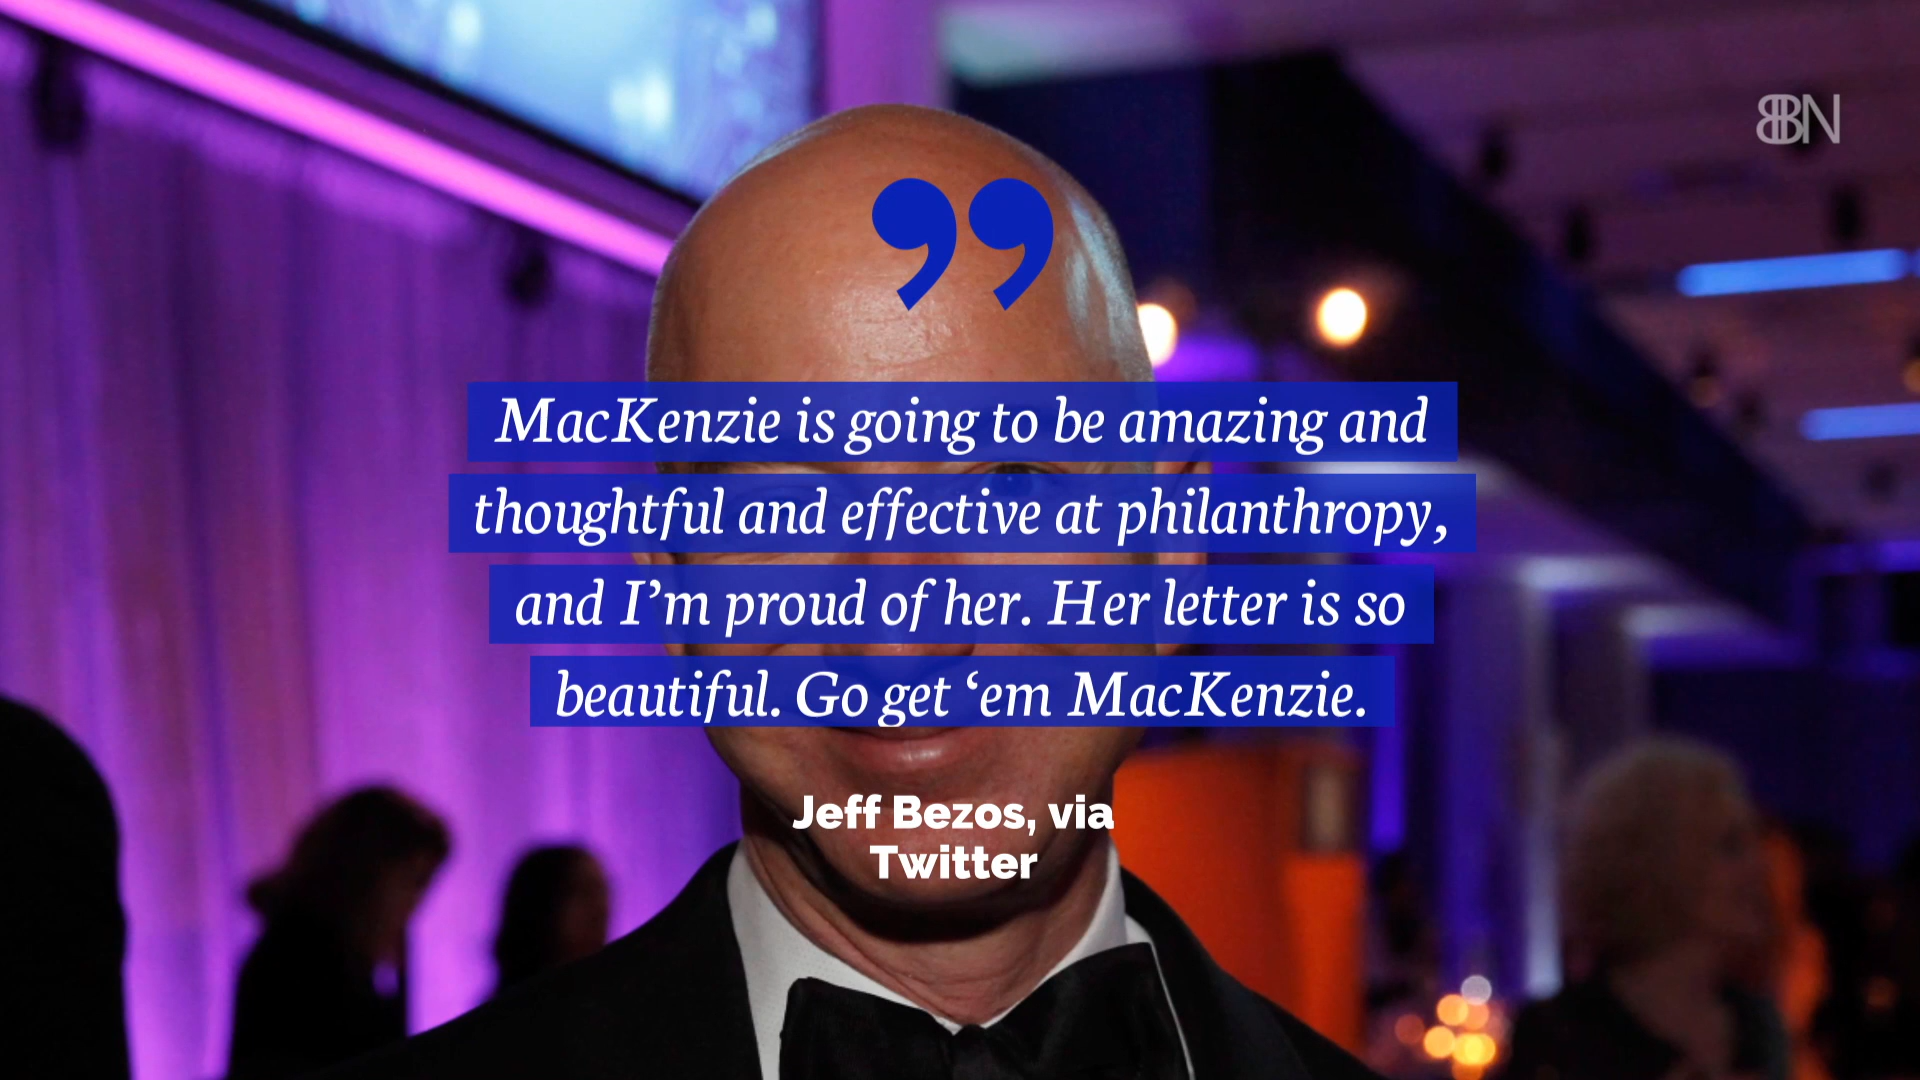 BBN
”
MacKenzie is going to be amazing and
thoughtful and effective at philanthropy,
and I’m proud of her. Her letter is so
beautiful. Go get ‘em MacKenzie.
Jeff Bezos, via
Twitter